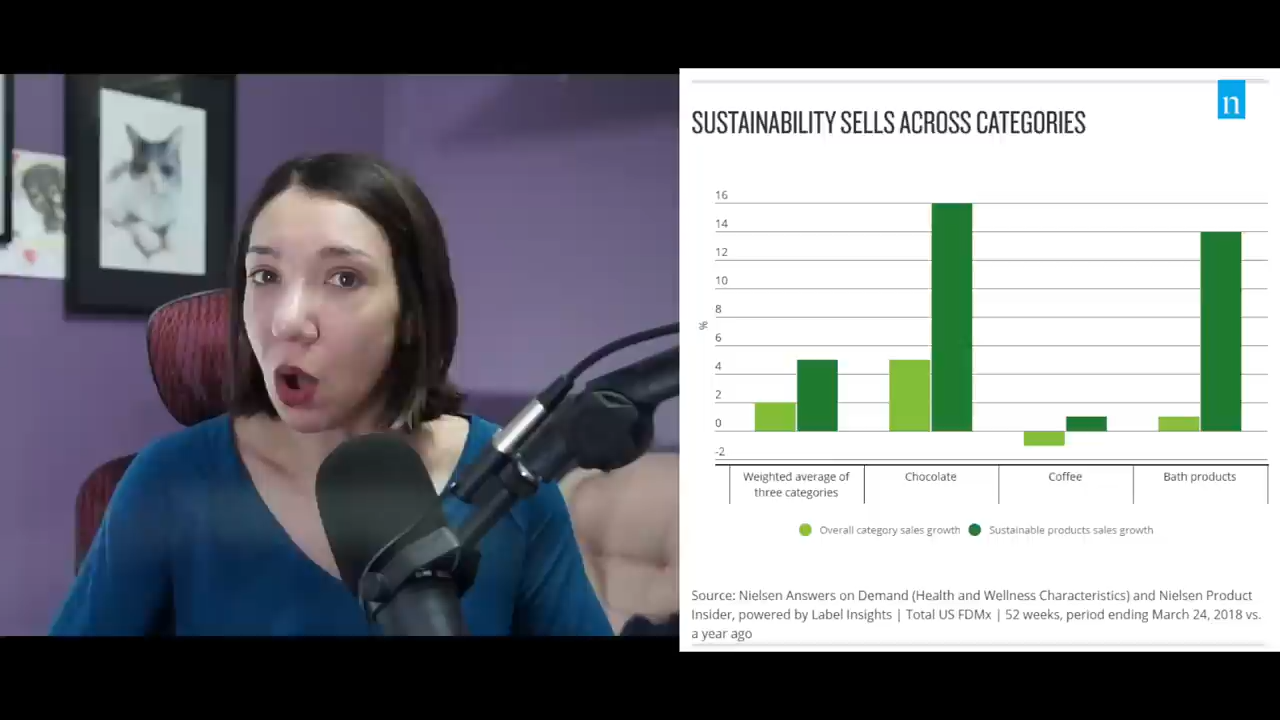 n
SUSTAINABILITY SELLS ACROSS CATEGORIES
16
14
12
10
8
6
4
2
0
-2
%
Weighted average of
three categories
Chocolate
Coffee
Bath products
Overall category sales growth
Sustainable products sales growth
Source: Nielsen Answers on Demand (Health and Wellness Characteristics) and Nielsen Product
Insider, powered by Label Insights | Total US FDMx | 52 weeks, period ending March 24, 2018 vs.
a year ago